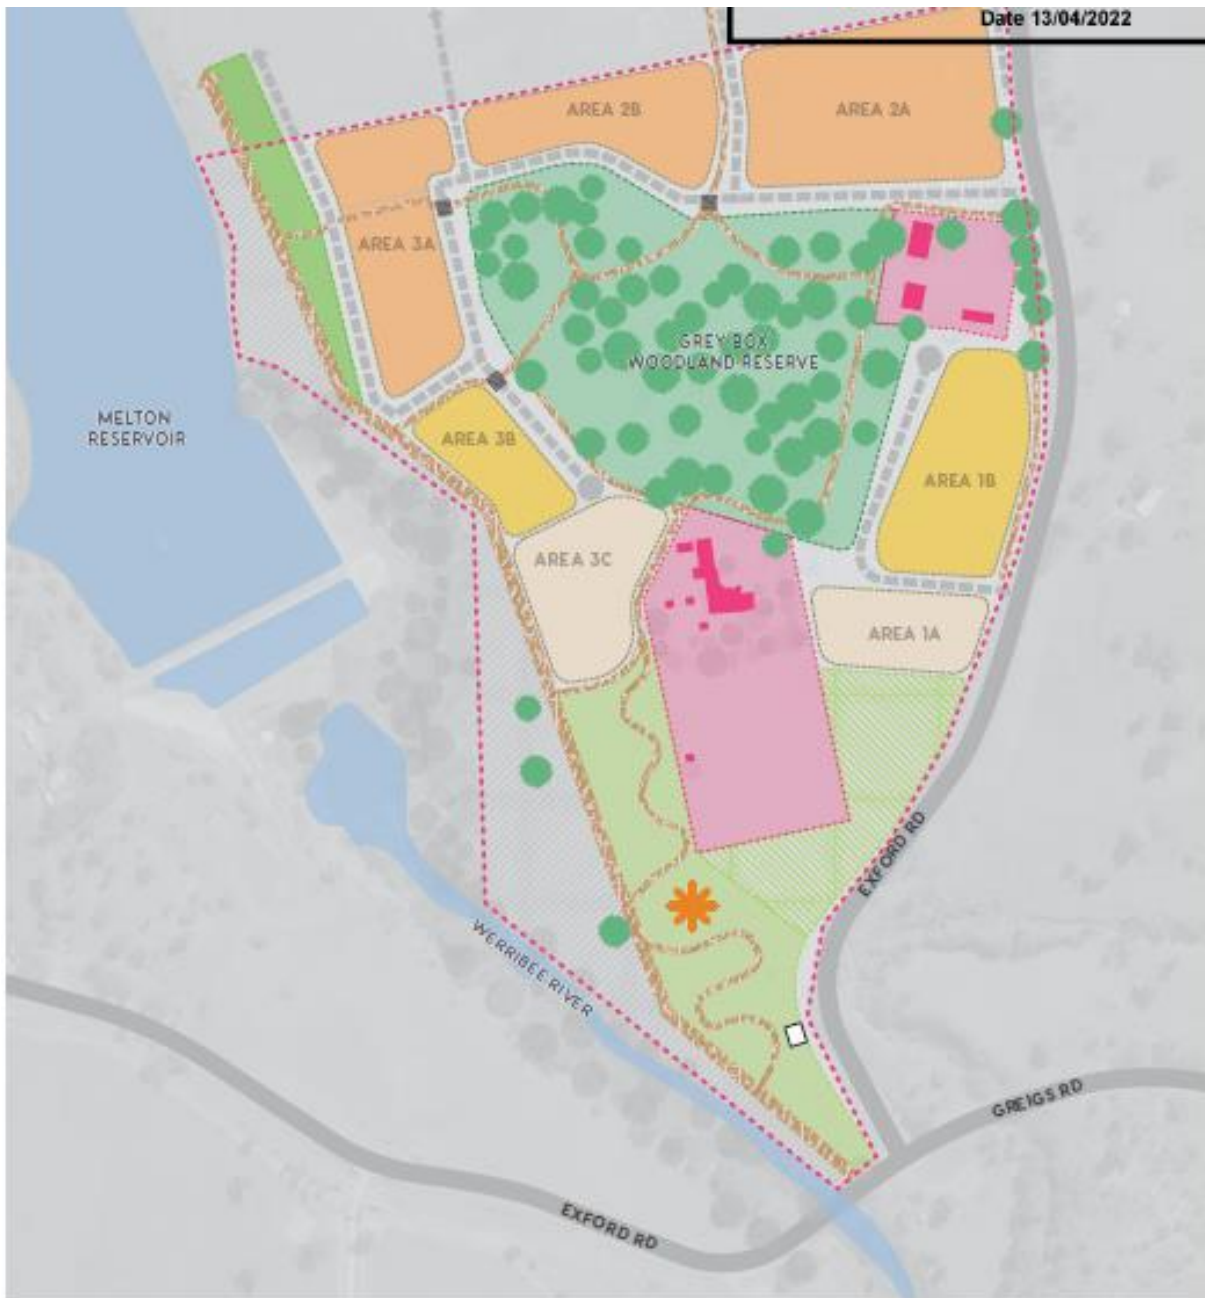 Date 13/04/2022
AREA 2B
AREA 2A
AREA 3A
GREY BOX
WOODLAND RESERVE
MELTON
RESERVOIR
AREA 3B
AREA 1B
AREA 3C
AREA 1A
EXFORD RD
WERRIBEE RIVER
GREIGS RD
EXFORD RD